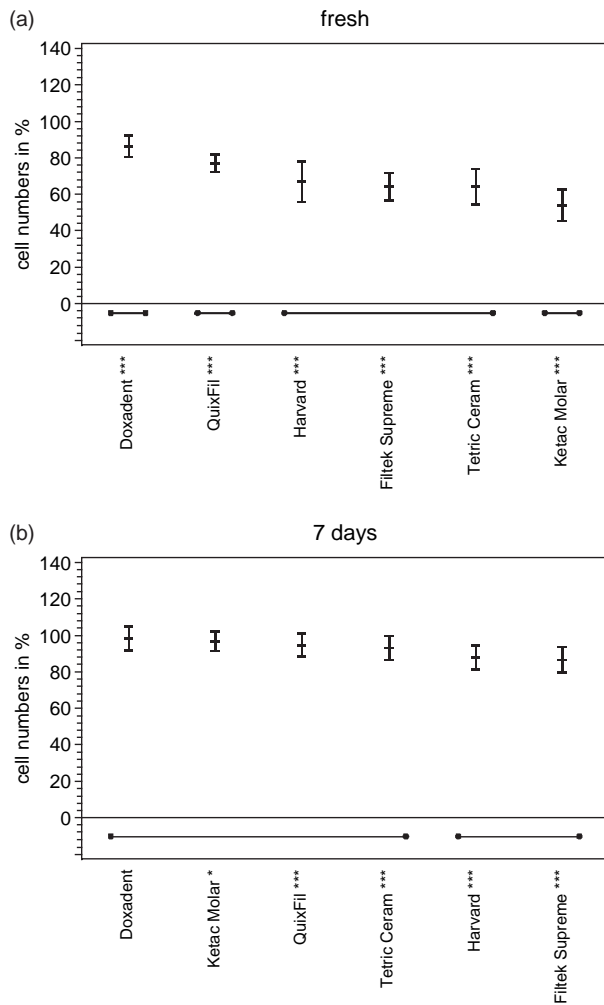 (a) fresh
140
120
100
80
60
40
20
0
cell numbers in %
Doxadent ***
QuixFil ***
Harvard ***
Filtek Supreme ***
Tetric Ceram ***
Ketac Molar ***
(b) 7 days
140
120
100
80
60
40
20
0
cell numbers in %
Doxadent
Ketac Molar *
QuixFil ***
Tetric Ceram ***
Harvard ***
Filtek Supreme ***